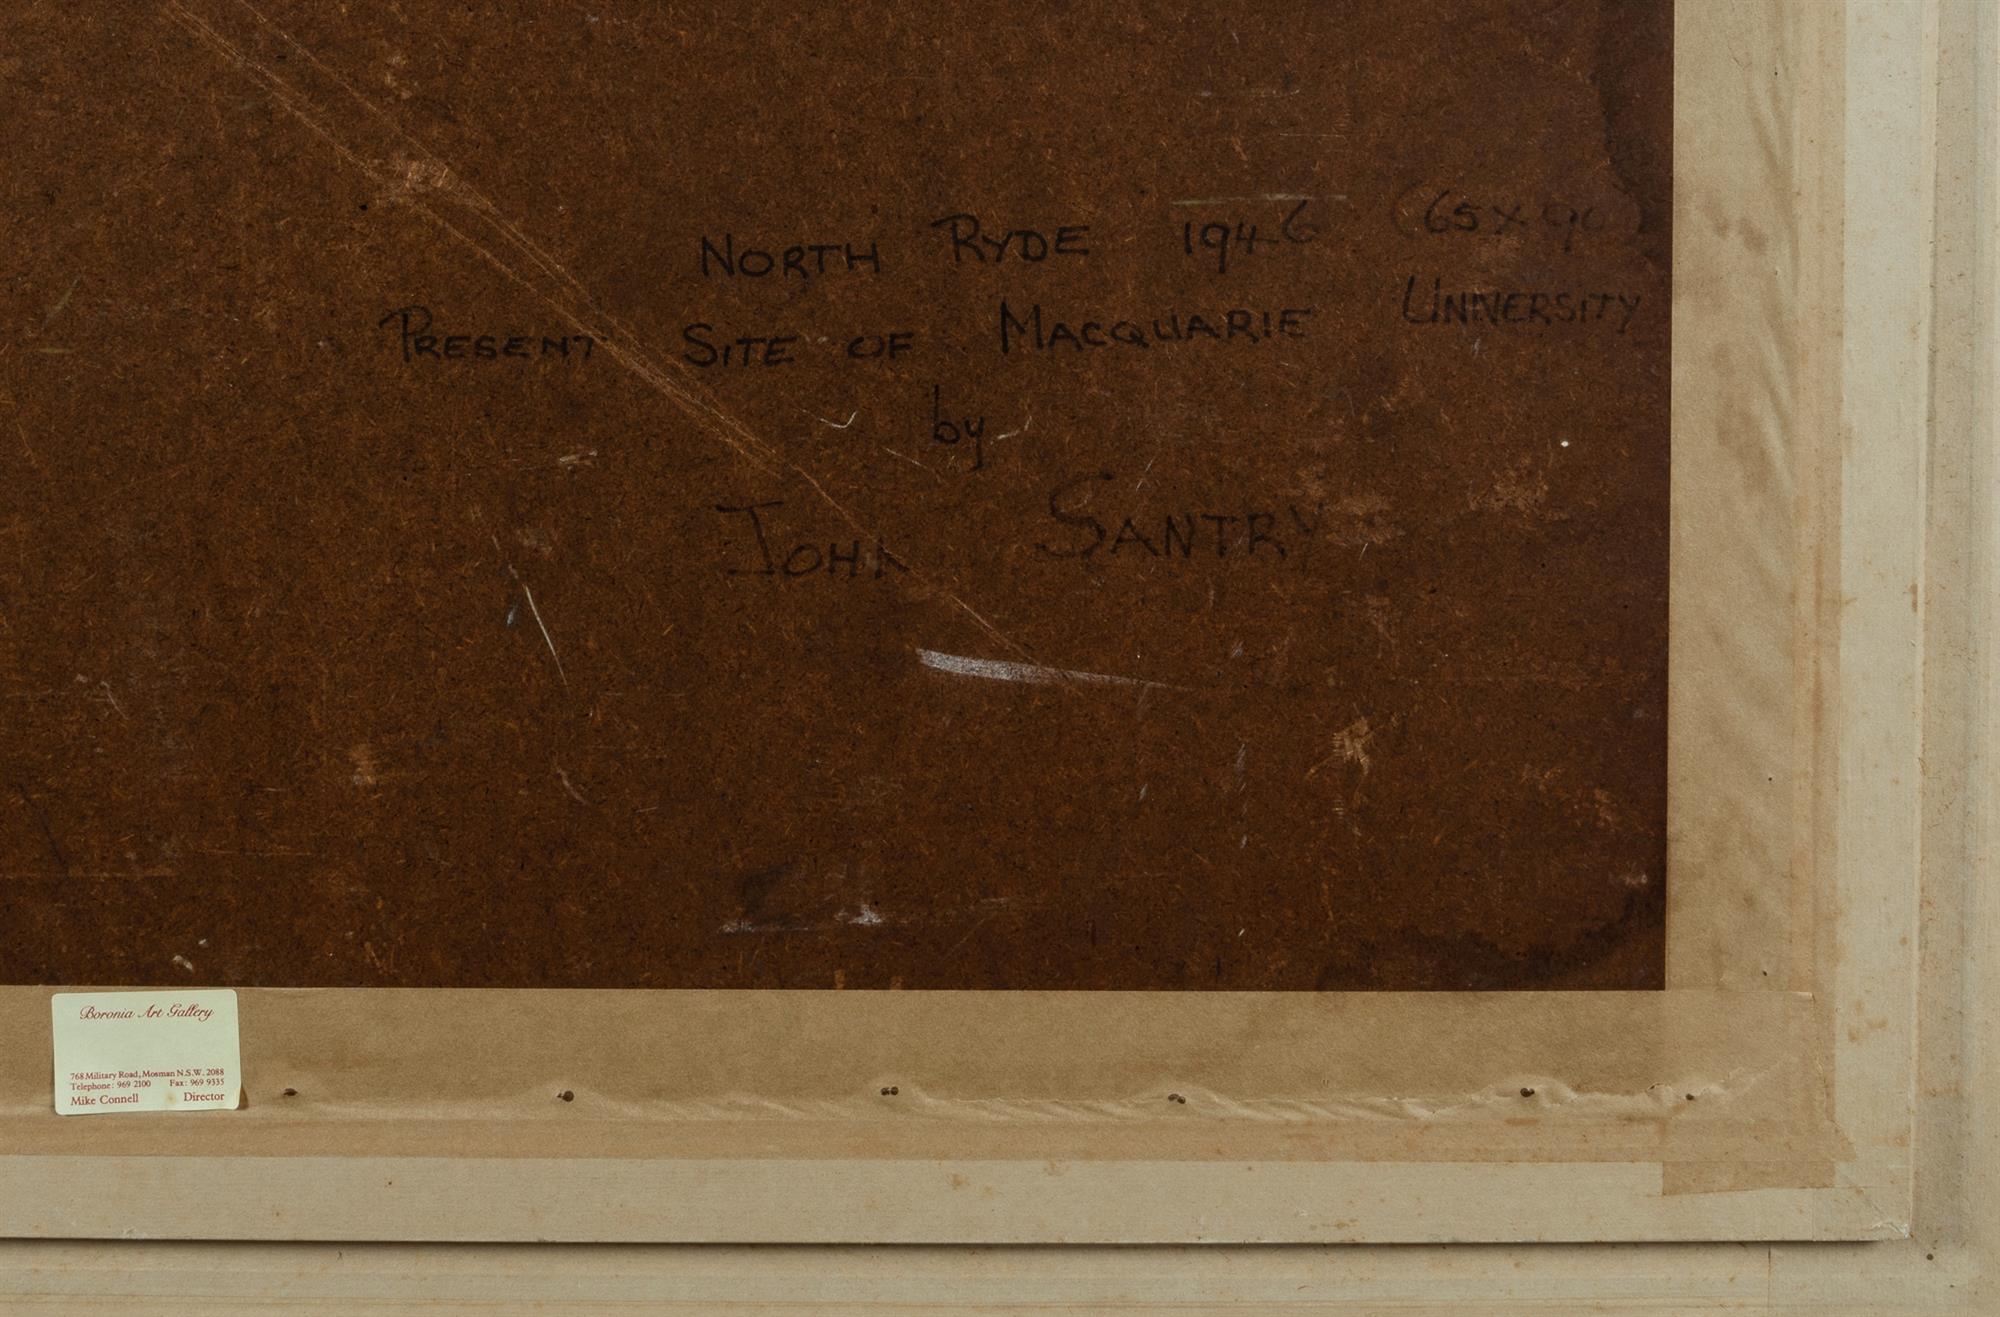 NORTH RYDE 1946 (65 x 90)
PRESENT SITE OF MACQUARIE UNIVERSITY
by
JOHN SANTRY
Boronia Art Gallery
768 Military Road, Mosman N.S.W. 2088
Telephone: 969 2100 Fax: 969 9335
Mike Connell Director